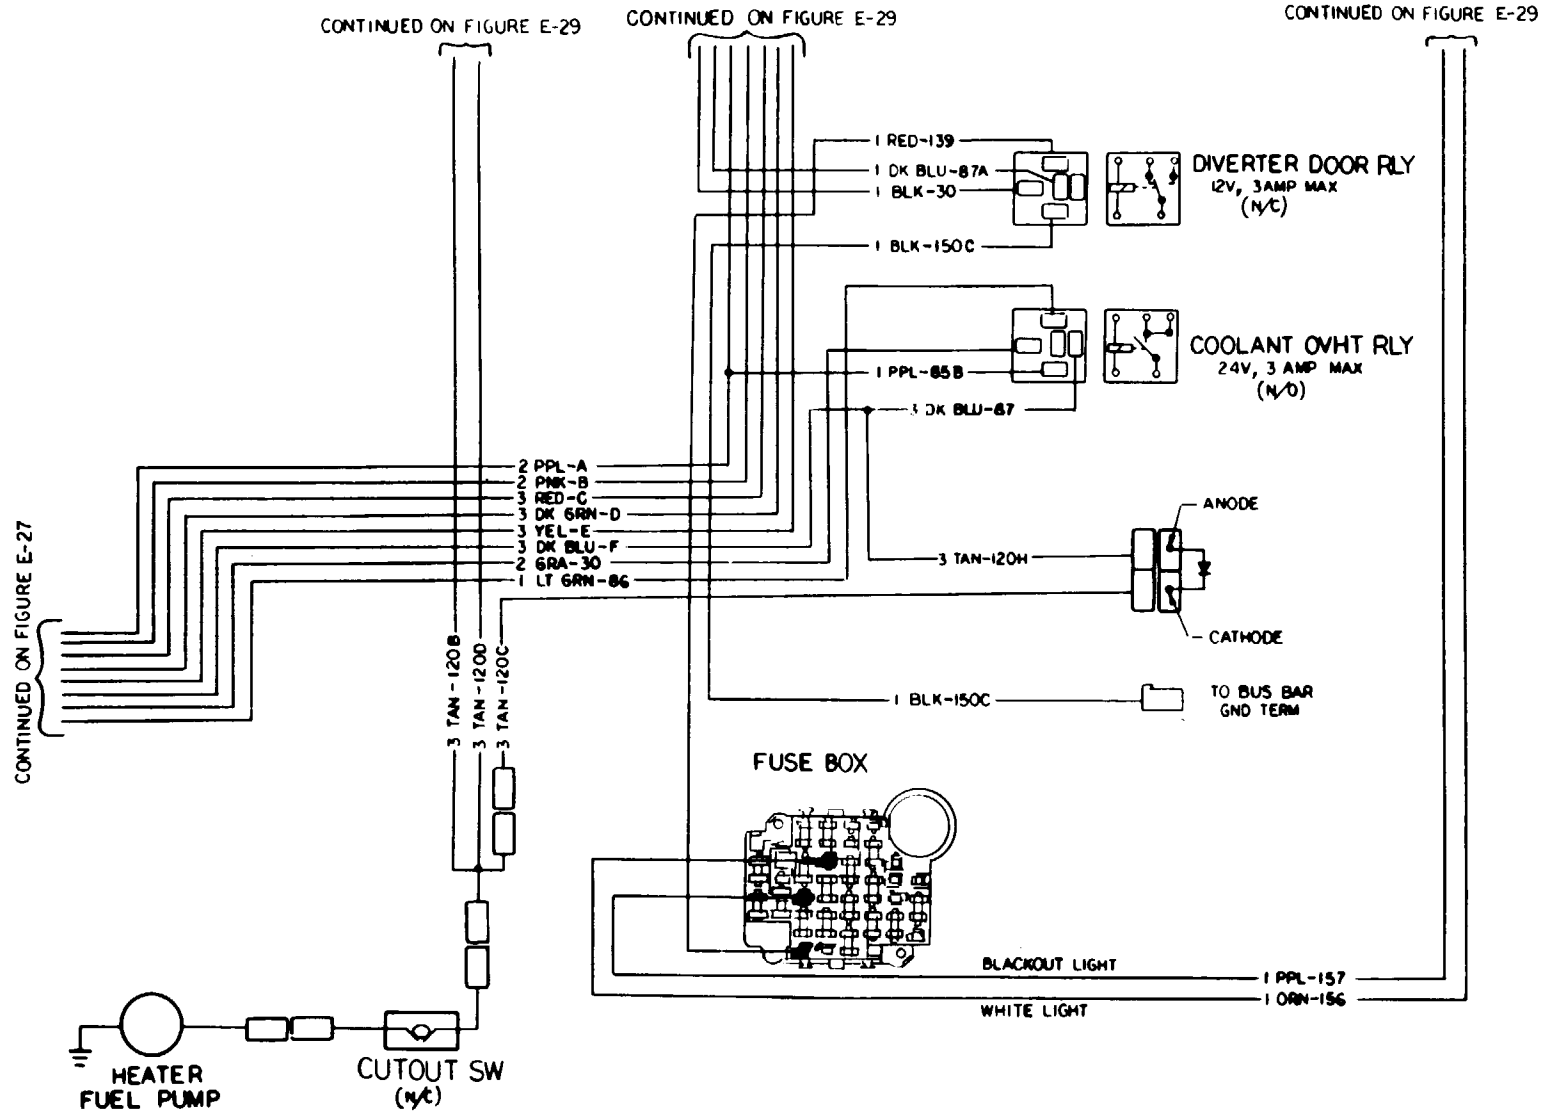 CONTINUED ON FIGURE E-29
CONTINUED ON FIGURE E-29
CONTINUED ON FIGURE E-29
1 RED-139
1 DK BLU-87A
1 BLK-30
DIVERTER DOOR RLY
12V, 3AMP MAX
(N/C)
1 BLK-150C
COOLANT OVHT RLY
24V, 3 AMP MAX
(N/O)
1 PPL-85B
3 DK BLU-87
2 PPL-A
2 PNK-B
3 RED-C
3 DK GRN-D
3 YEL-E
3 DK BLU-F
2 GRA-30
1 LT GRN-86
ANODE
3 TAN-120H
CATHODE
CONTINUED ON FIGURE E-27
3 TAN-120B
3 TAN-120D
3 TAN-120C
1 BLK-150C
TO BUS BAR
GND TERM
FUSE BOX
BLACKOUT LIGHT
1 PPL-157
WHITE LIGHT
1 ORN-156
HEATER
FUEL PUMP
CUTOUT SW
(N/C)